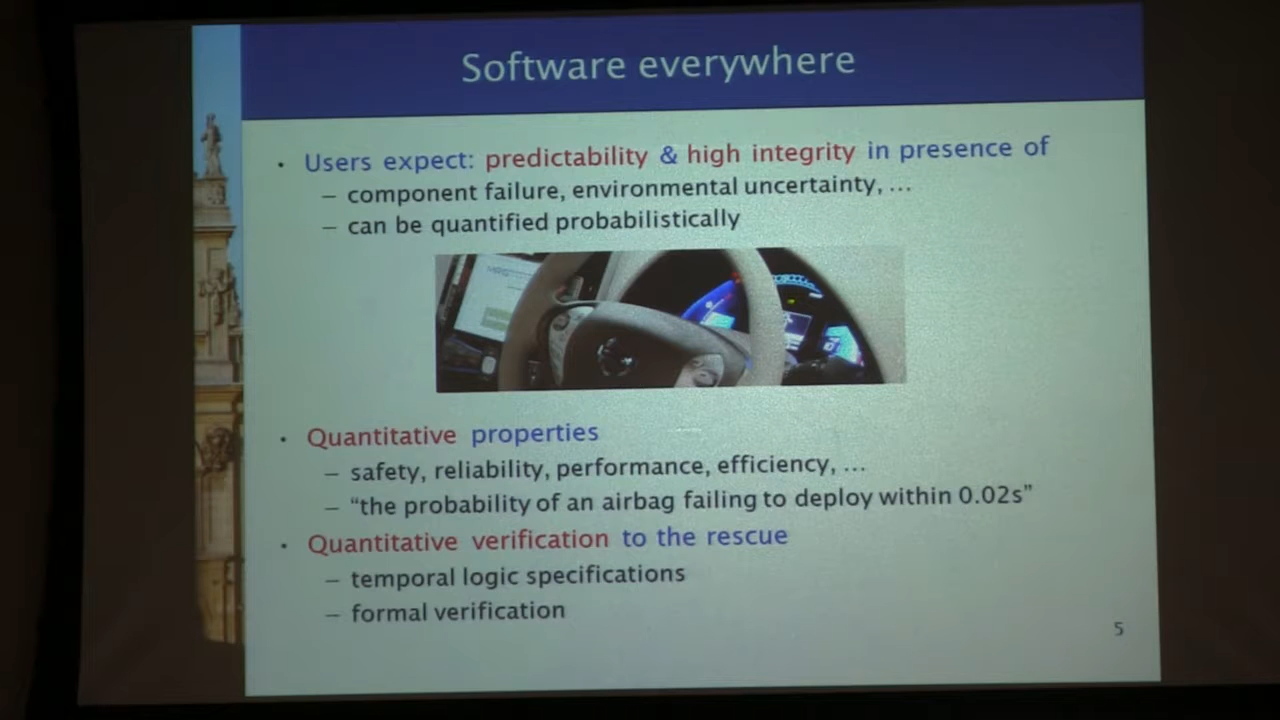 Software everywhere
· Users expect: predictability & high integrity in presence of
– component failure, environmental uncertainty, ...
– can be quantified probabilistically
· Quantitative properties
– safety, reliability, performance, efficiency, ...
– “the probability of an airbag failing to deploy within 0.02s”
· Quantitative verification to the rescue
– temporal logic specifications
– formal verification
5